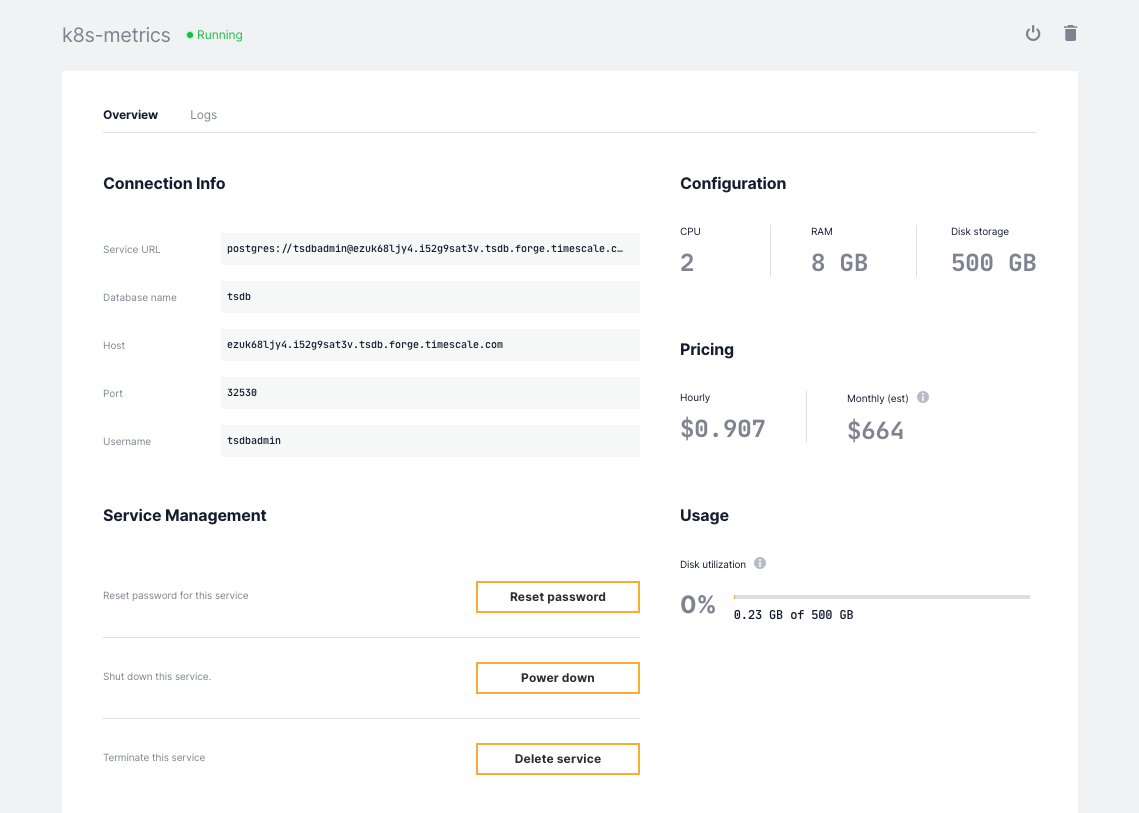 k8s-metrics
Running
Overview
Logs
Connection Info
Service URL
postgres://tsdbadmin@ezuk68ljy4.i52g9sat3v.tsdb.forge.timescale.c…
Database name
tsdb
Host
ezuk68ljy4.i52g9sat3v.tsdb.forge.timescale.com
Port
32530
Username
tsdbadmin
Configuration
CPU
2
RAM
8 GB
Disk storage
500 GB
Pricing
Hourly
$0.907
Monthly (est)
$664
Service Management
Reset password for this service
Reset password
Shut down this service.
Power down
Terminate this service
Delete service
Usage
Disk utilization
0%
0.23 GB of 500 GB